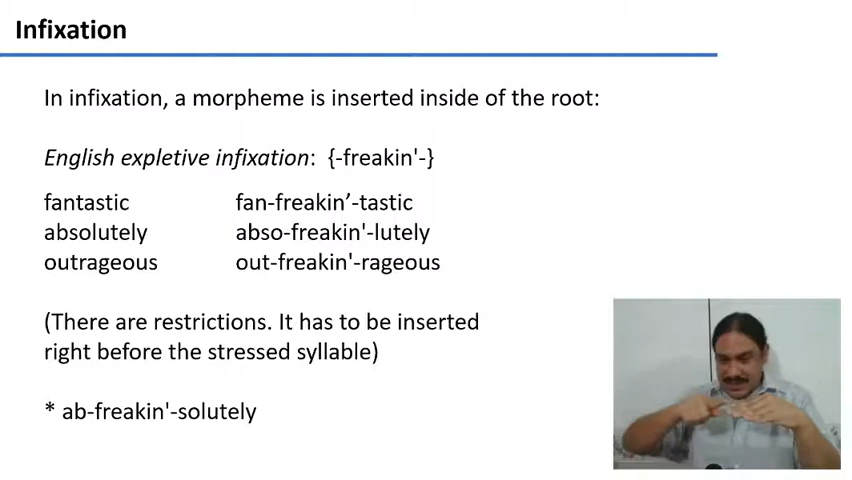 Infixation
In infixation, a morpheme is inserted inside of the root:
English expletive infixation: {-freakin'-}
fantastic fan-freakin’-tastic
absolutely abso-freakin'-lutely
outrageous out-freakin'-rageous
(There are restrictions. It has to be inserted
right before the stressed syllable)
* ab-freakin'-solutely